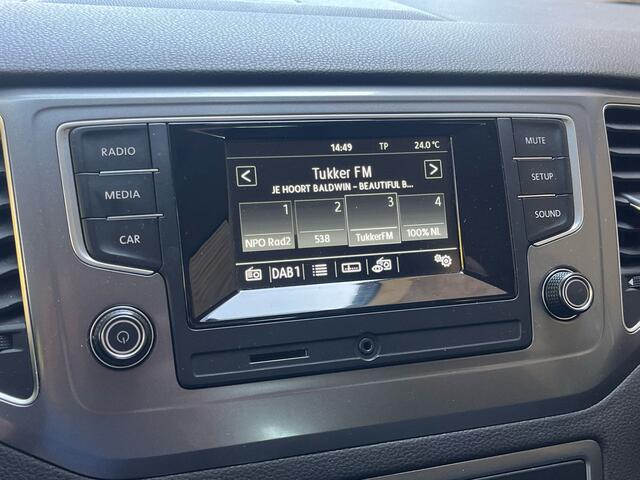 RADIO
MEDIA
CAR
14:49 TP 24.0 °C
< Tukker FM >
JE HOORT BALDWIN - BEAUTIFUL B...
1 2 3 4
NPO Rad2 538 TukkerFM 100% NL
DAB1
MUTE
SETUP
SOUND